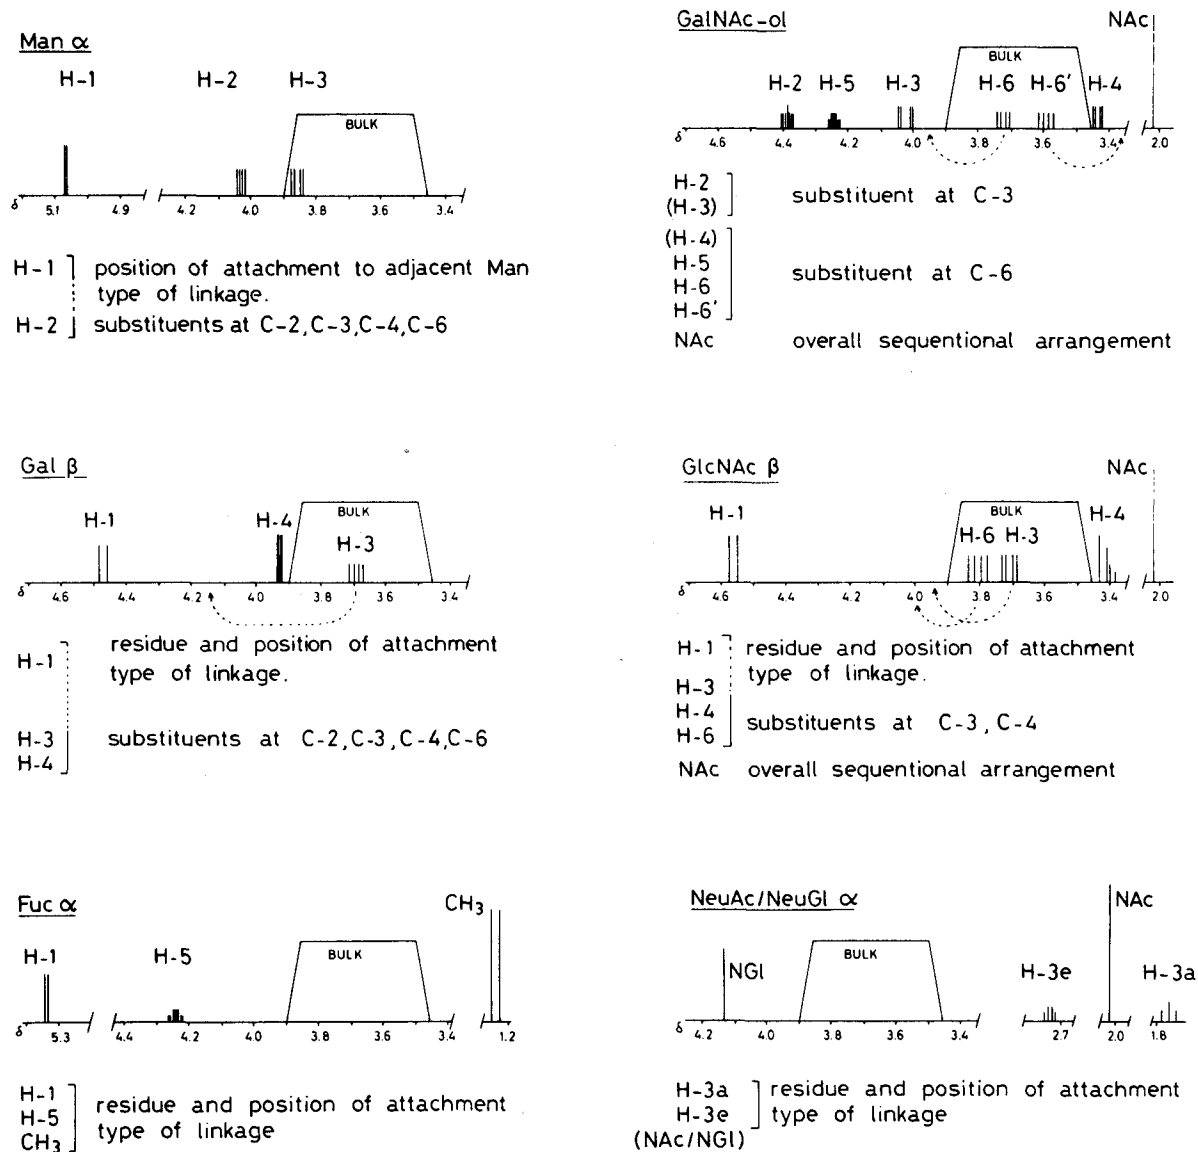 Man α
H-1 H-2 H-3
BULK
δ 5.1 4.9 4.2 4.0 3.8 3.6 3.4
H-1 position of attachment to adjacent Man
type of linkage.
H-2 substituents at C-2,C-3,C-4,C-6
GalNAc-ol
NAc
BULK
H-2 H-5 H-3 H-6 H-6' H-4
δ 4.6 4.4 4.2 4.0 3.8 3.6 3.4 2.0
H-2
(H-3)
substituent at C-3
(H-4)
H-5
H-6
H-6'
substituent at C-6
NAc overall sequentional arrangement
Gal β
H-1 H-4 BULK
H-3
δ 4.6 4.4 4.2 4.0 3.8 3.6 3.4
H-1
residue and position of attachment
type of linkage.
H-3
H-4
substituents at C-2,C-3,C-4,C-6
GlcNAc β
NAc
H-1 BULK H-4
H-6 H-3
δ 4.6 4.4 4.2 4.0 3.8 3.6 3.4 2.0
H-1 residue and position of attachment
type of linkage.
H-3
H-4
H-6
substituents at C-3, C-4
NAc overall sequentional arrangement
Fuc α
CH3
H-1 H-5 BULK
δ 5.3 4.4 4.2 4.0 3.8 3.6 3.4 1.2
H-1
H-5
CH3
residue and position of attachment
type of linkage
NeuAc/NeuGl α
NAc
NGl BULK H-3e H-3a
δ 4.2 4.0 3.8 3.6 3.4 2.7 2.0 1.8
H-3a residue and position of attachment
H-3e type of linkage
(NAc/NGl)